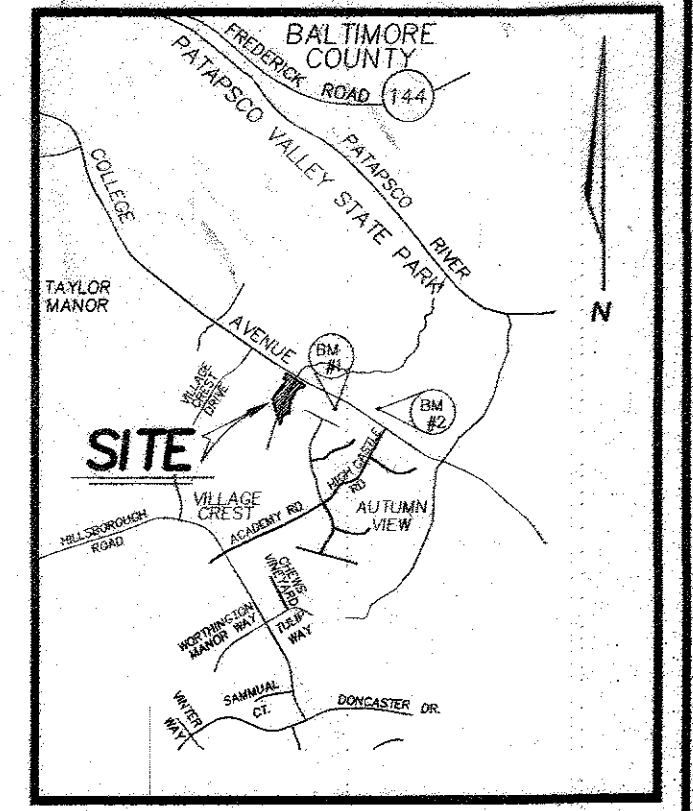 BALTIMORE
COUNTY
FREDERICK
ROAD
144
PATAPSCO VALLEY STATE PARK
PATAPSCO
RIVER
COLLEGE
AVENUE
TAYLOR
MANOR
N
BM
#1
BM
#2
VILLAGE
CREST
DRIVE
SITE
HIGH CASTLE
RD
VILLAGE
CREST
ACADEMY RD
AUTUMN
VIEW
HILLSBOROUGH
ROAD
CHEWS
VINEYARD
WORTHINGTON
MANOR WAY
TULIP
WAY
SAMMUAL
CT.
DONCASTER DR.
VINTER
WAY